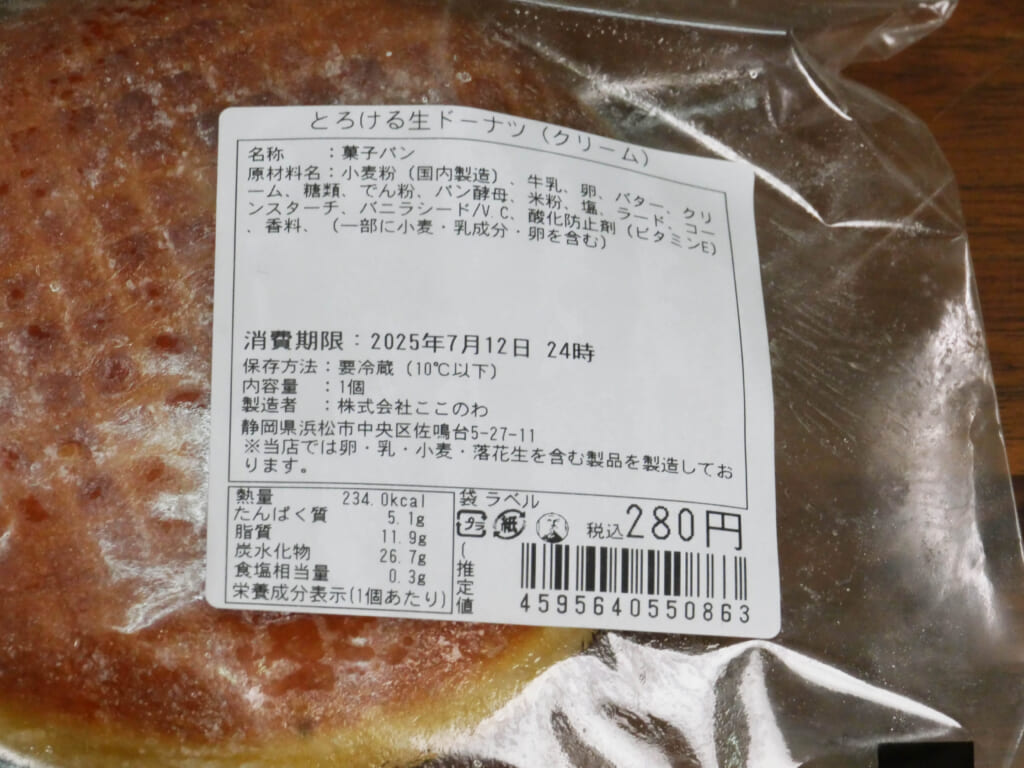 とろける生ドーナツ（クリーム）
名称　　：菓子パン
原材料名：小麦粉（国内製造）、牛乳、卵、バター、クリ
ーム、糖類、でん粉、パン酵母、米粉、塩、ラード、コー
ンスターチ、バニラシード/V.C、酸化防止剤（ビタミンE）
、香料、（一部に小麦・乳成分・卵を含む）
消費期限：2025年7月12日 24時
保存方法：要冷蔵（10℃以下）
内容量　：1個
製造者　：株式会社ここのわ
静岡県浜松市中央区佐鳴台5-27-11
※当店では卵・乳・小麦・落花生を含む製品を製造してお
ります。
熱量 234.0kcal
たんぱく質 5.1g
脂質 11.9g
炭水化物 26.7g
食塩相当量 0.3g
栄養成分表示(1個あたり)
(推定値
袋 ラベル
プラ 紙
税込280円
4595640550863